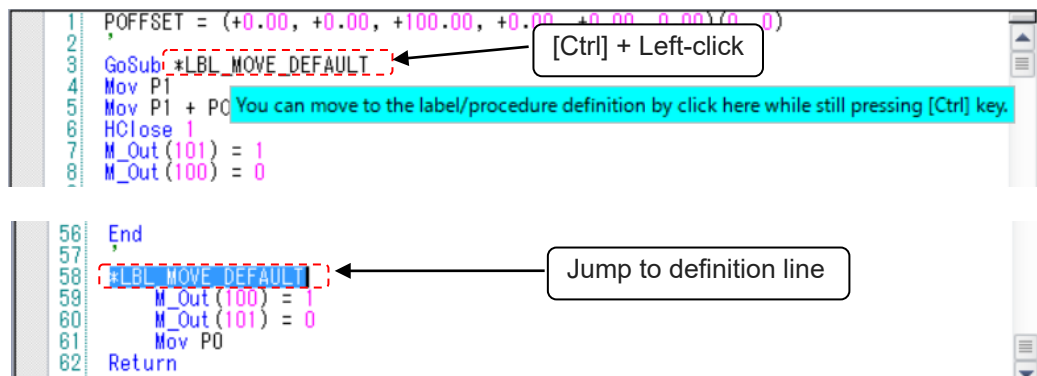 1 POFFSET = (+0.00, +0.00, +100.00, +0.00, +0.00, 0.00)(0, 0)
2 '
[Ctrl] + Left-click
3 GoSub *LBL_MOVE_DEFAULT
4 Mov P1
5 Mov P1 + PO
You can move to the label/procedure definition by click here while still pressing [Ctrl] key.
6 HClose 1
7 M_Out(101) = 1
8 M_Out(100) = 0
56 End
57 '
58 *LBL_MOVE_DEFAULT
Jump to definition line
59 M_Out(100) = 1
60 M_Out(101) = 0
61 Mov P0
62 Return